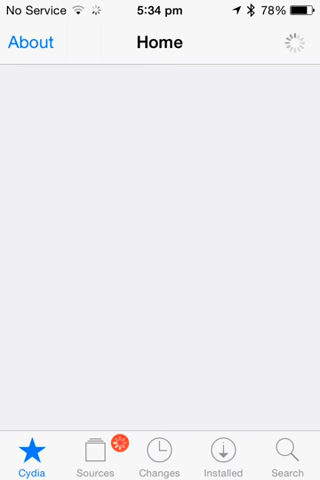 No Service 5:34 pm 78%
About Home
Cydia Sources Changes Installed Search